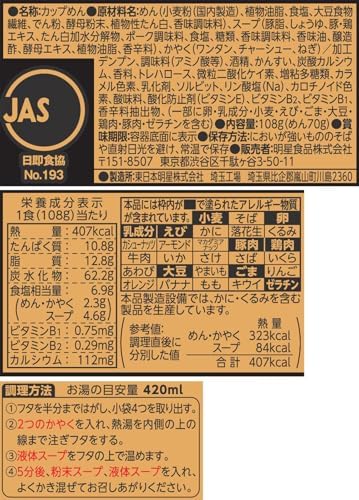 ●名称:カップめん●原材料名:めん(小麦粉(国内製造)、植物油脂、食塩、大豆食物
繊維、でん粉、酵母粉末、植物性たん白、香味調味料)、スープ(豚脂、しょうゆ、豚・鶏
エキス、たん白加水分解物、ポーク調味料、食塩、糖類、香味調味料、香味油、醸造
酢、酵母エキス、植物油脂、香辛料)、かやく(ワンタン、チャーシュー、ねぎ)/加工
デンプン、調味料(アミノ酸等)、酒精、かんすい、炭酸カルシウ
ム、香料、トレハロース、微粒二酸化ケイ素、増粘多糖類、カラ
メル色素、乳化剤、ソルビット、リン酸塩(Na)、カロチノイド色
素、酸味料、酸化防止剤(ビタミンE)、ビタミンB2、ビタミンB1、
香辛料抽出物、(一部に卵・乳成分・小麦・えび・ごま・大豆・
鶏肉・豚肉・ゼラチンを含む)●内容量:108g(めん70g)●賞
味期限:容器底面に表示●保存方法:においが強いもののそば
や直射日光を避け、常温で保存●販売者:明星食品株式会社
〒151-8507 東京都渋谷区千駄ヶ谷3-50-11
●製造所:東日本明星株式会社 埼玉工場 埼玉県比企郡嵐山町川島2360
JAS
日即食協
No.193
栄養成分表示
1食(108g)当たり
熱量 407kcal
たんぱく質 10.8g
脂質 12.8g
炭水化物 62.2g
食塩相当量 6.9g
(めん・かやく 2.3g
スープ 4.6g)
ビタミンB1 0.75mg
ビタミンB2 0.29mg
カルシウム 112mg
本品には枠内が■で塗られたアレルギー物質
が含まれています。 小麦 そば 卵
乳成分 えび かに 落花生 くるみ
カシューナッツ アーモンド マカダミアナッツ 豚肉 鶏肉
牛肉 いか さけ さば いくら
あわび 大豆 やまいも ごま りんご
オレンジ バナナ もも キウイ ゼラチン
本品製造設備では、かに・くるみを含む
製品を生産しています。
参考値:
調理直後に
分別した値
熱量
めん・かやく 323kcal
スープ 84kcal
合計 407kcal
調理方法 お湯の目安量 420ml
①フタを半分まではがし、小袋4つを取り出す。
②2つのかやくを入れ、熱湯を内側の上の
線まで注ぎフタをする。
③液体スープをフタの上で温めます。
④5分後、粉末スープ、液体スープを入れ、
よくかき混ぜてお召しあがりください。